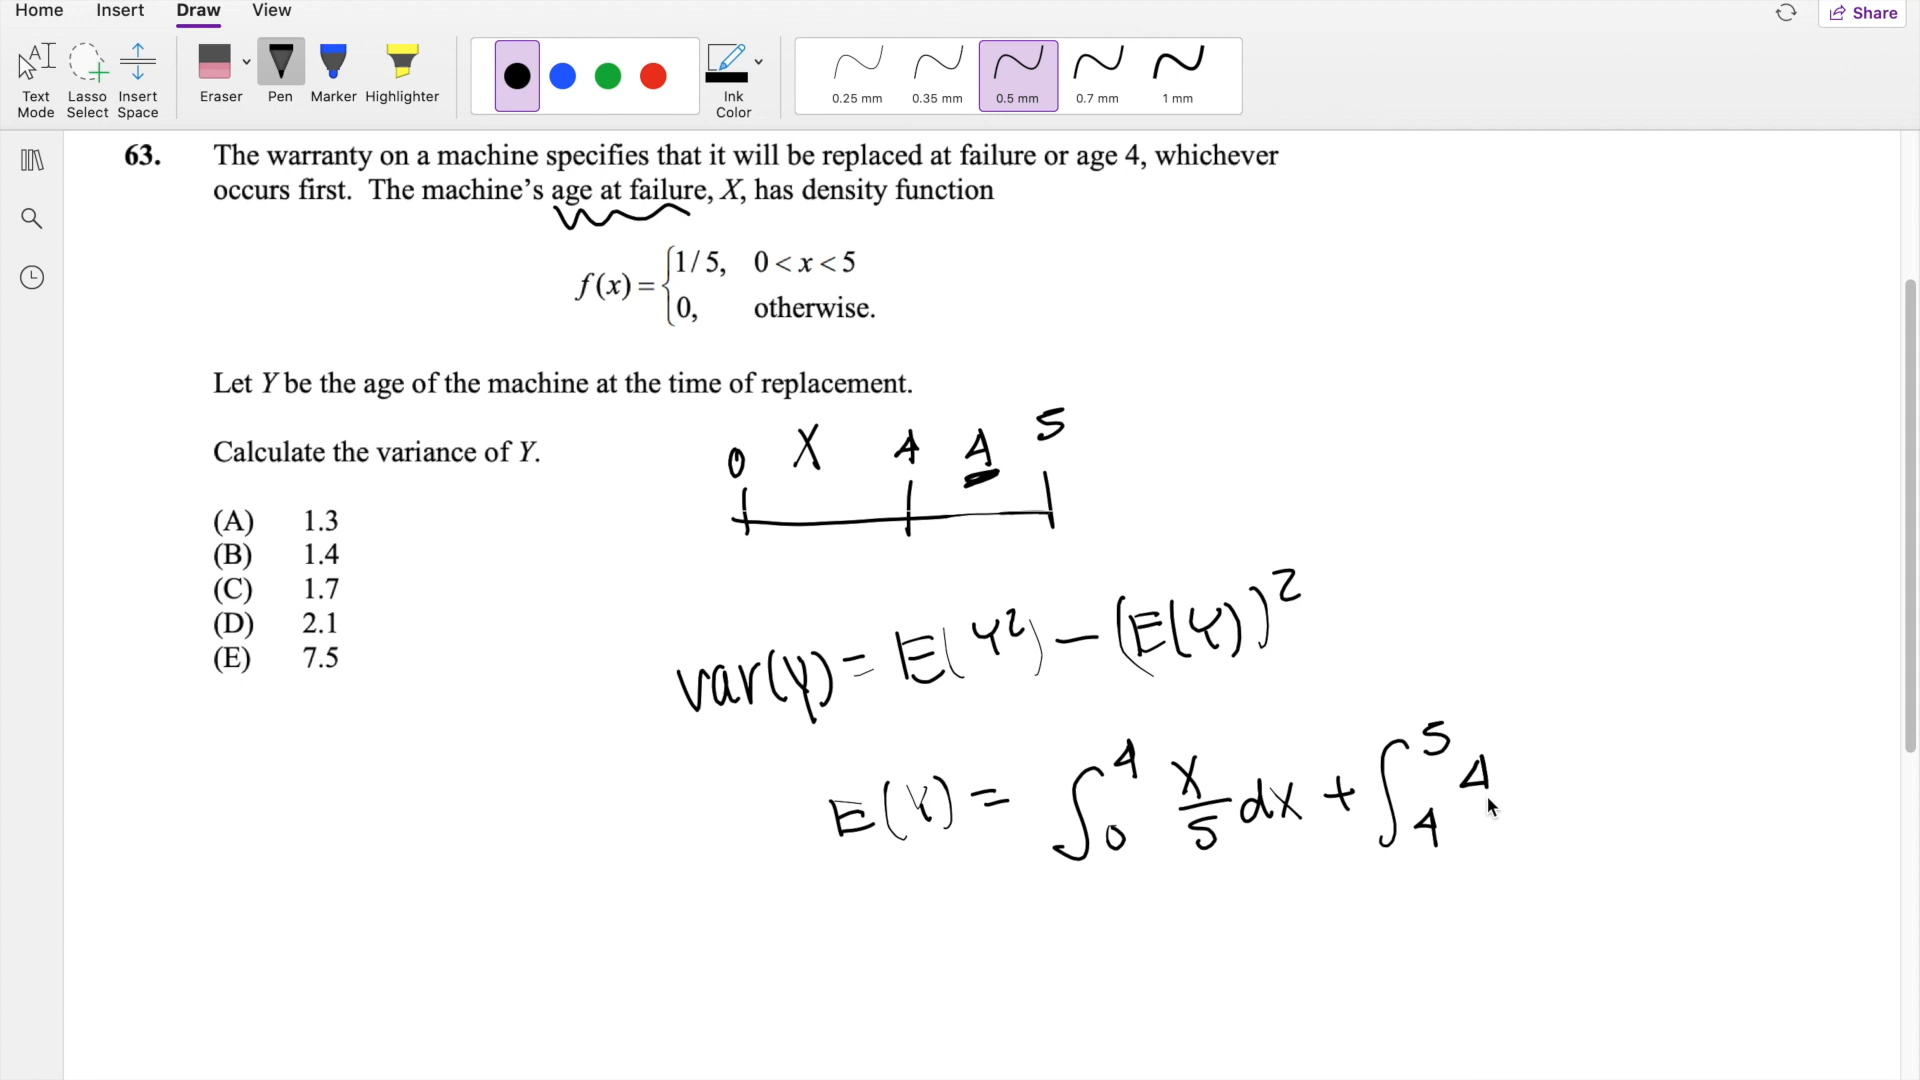 Home Insert Draw View Share
Text Mode Lasso Select Insert Space Eraser Pen Marker Highlighter Ink Color 0.25 mm 0.35 mm 0.5 mm 0.7 mm 1 mm
63. The warranty on a machine specifies that it will be replaced at failure or age 4, whichever
occurs first. The machine's age at failure, X, has density function
f(x) = { 1/5, 0 < x < 5
0, otherwise.
Let Y be the age of the machine at the time of replacement.
0 X 4 4 5
Calculate the variance of Y.
(A) 1.3
(B) 1.4
(C) 1.7
(D) 2.1
(E) 7.5
var(Y) = E(Y²) − (E(Y))²
E(Y) = ∫₀⁴ x/5 dx + ∫₄⁵ 4